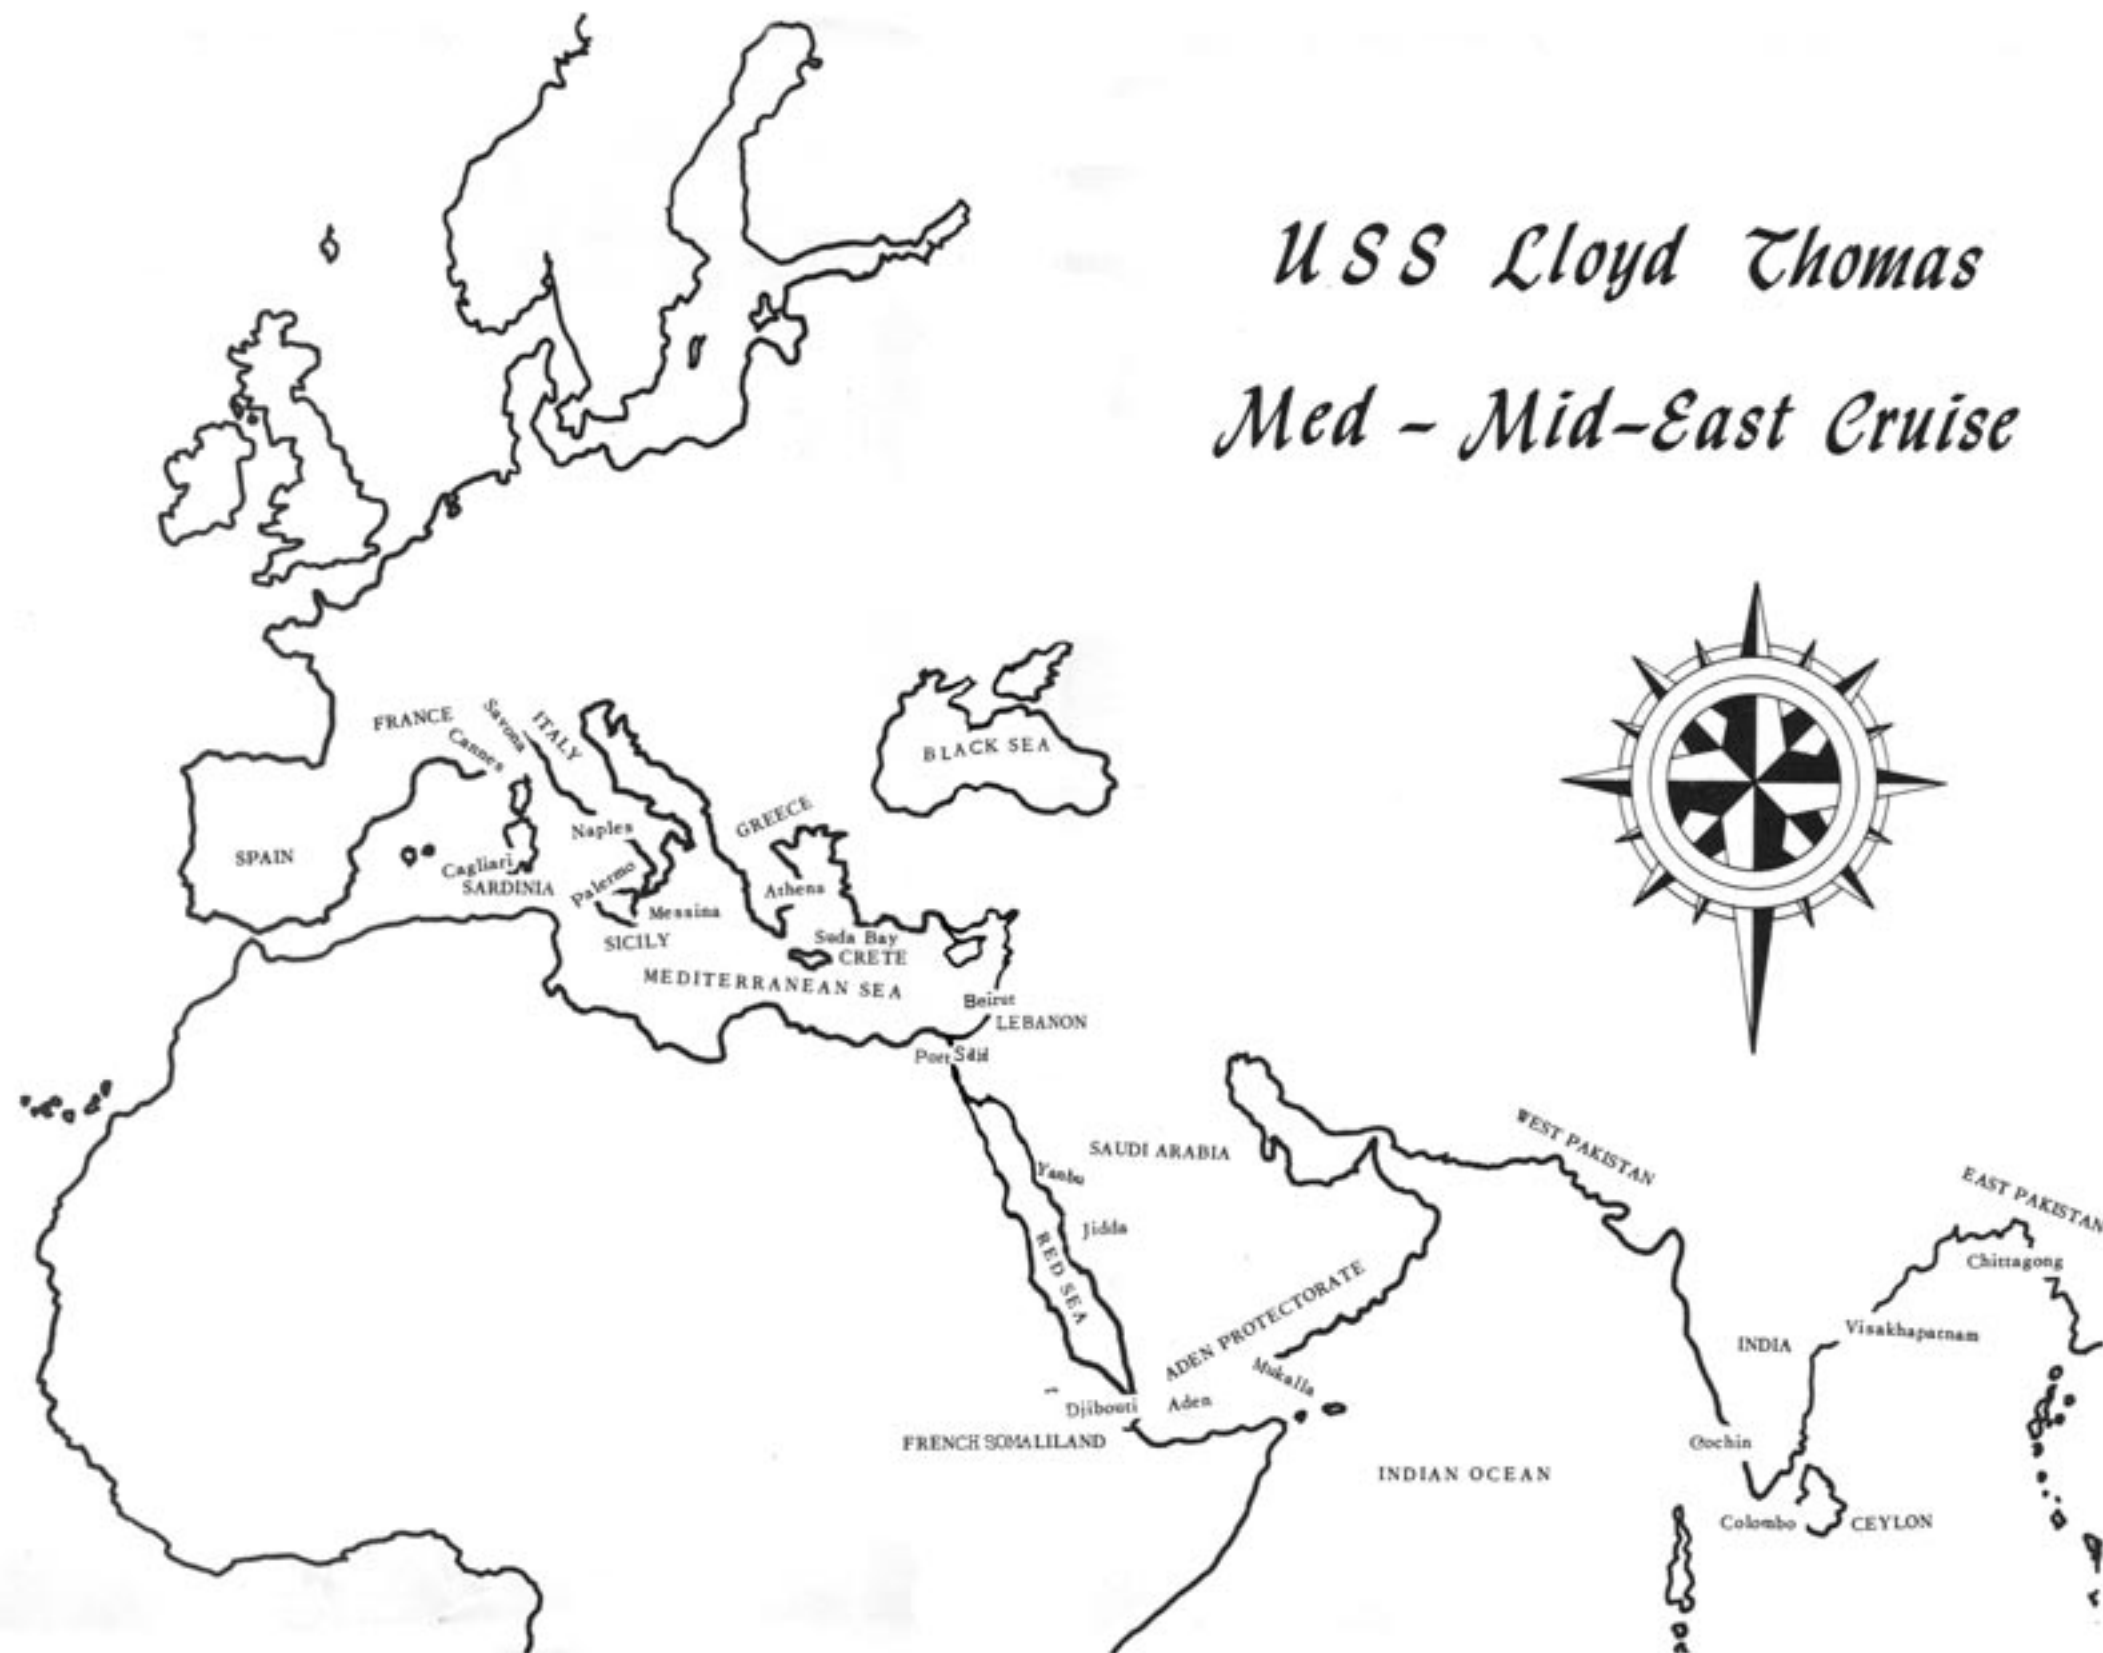 USS Lloyd Thomas
Med - Mid-East Cruise
FRANCE
Cannes
Savona
ITALY
BLACK SEA
GREECE
Naples
SPAIN
Cagliari
SARDINIA
Palermo
Athena
Messina
SICILY
Suda Bay
CRETE
MEDITERRANEAN SEA
Beirut
LEBANON
Port Said
SAUDI ARABIA
WEST PAKISTAN
EAST PAKISTAN
Yanbu
Jidda
RED SEA
Chittagong
ADEN PROTECTORATE
INDIA
Visakhapatnam
Mukalla
Djibouti
Aden
FRENCH SOMALILAND
Cochin
INDIAN OCEAN
Colombo
CEYLON